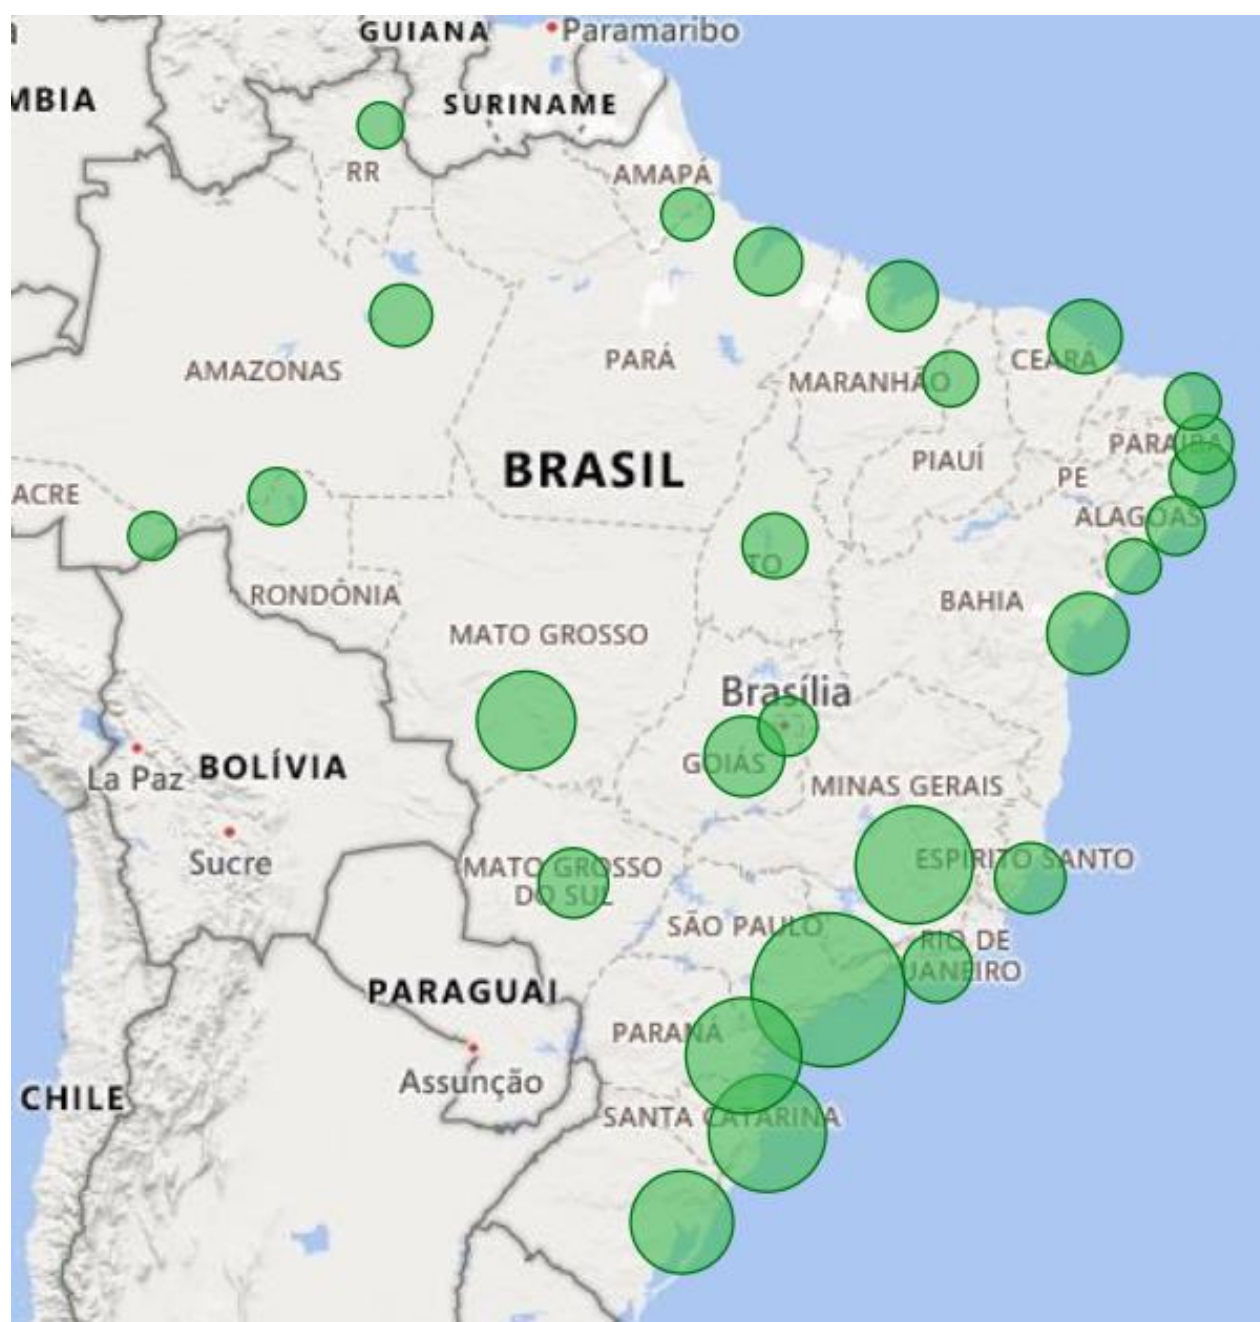 GUIANA
Paramaribo
MBIA
SURINAME
RR
AMAPÁ
AMAZONAS
PARÁ
MARANHÃO
CEARÁ
BRASIL
PIAUÍ
PARAÍBA
PE
ACRE
ALAGOAS
TO
RONDÔNIA
BAHIA
MATO GROSSO
Brasília
La Paz
BOLÍVIA
GOIÁS
MINAS GERAIS
Sucre
MATO GROSSO
DO SUL
ESPÍRITO SANTO
SÃO PAULO
RIO DE
JANEIRO
PARAGUAI
PARANÁ
Assunção
CHILE
SANTA CATARINA